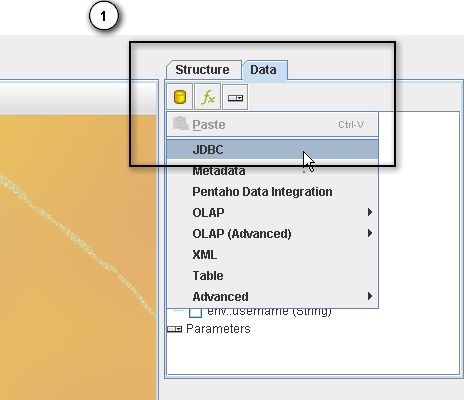 1
Structure Data
Paste Ctrl-V
JDBC
Metadata
Pentaho Data Integration
OLAP
OLAP (Advanced)
XML
Table
Advanced
env::username (String)
Parameters